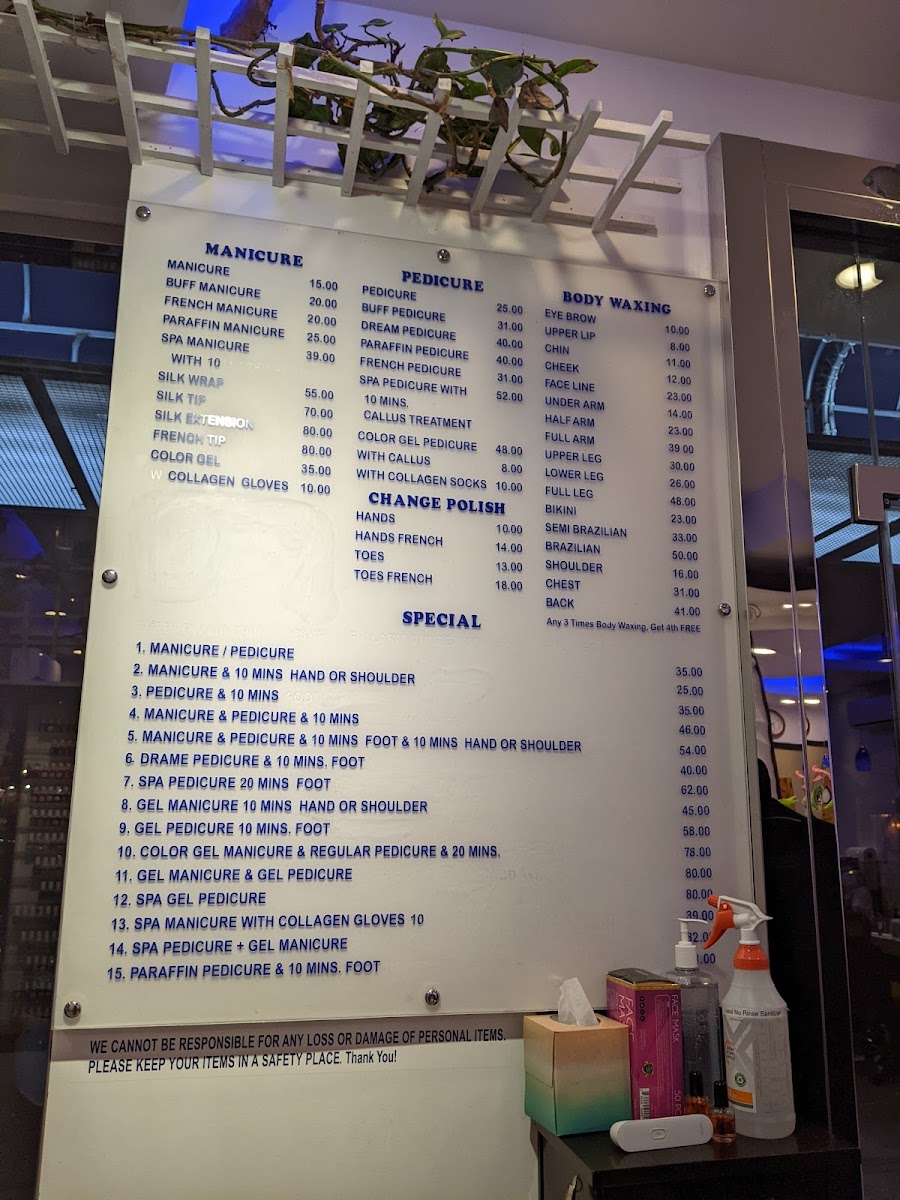 MANICURE
MANICURE 15.00
BUFF MANICURE 20.00
FRENCH MANICURE 20.00
PARAFFIN MANICURE 25.00
SPA MANICURE 39.00
WITH 10
SILK WRAP 55.00
SILK TIP 70.00
SILK EXTENSION 80.00
FRENCH TIP 80.00
COLOR GEL 35.00
W COLLAGEN GLOVES 10.00
PEDICURE
PEDICURE 25.00
BUFF PEDICURE 31.00
DREAM PEDICURE 40.00
PARAFFIN PEDICURE 40.00
FRENCH PEDICURE 31.00
SPA PEDICURE WITH 52.00
10 MINS.
CALLUS TREATMENT
COLOR GEL PEDICURE 48.00
WITH CALLUS 8.00
WITH COLLAGEN SOCKS 10.00
CHANGE POLISH
HANDS 10.00
HANDS FRENCH 14.00
TOES 13.00
TOES FRENCH 18.00
BODY WAXING
EYE BROW 10.00
UPPER LIP 8.00
CHIN 11.00
CHEEK 12.00
FACE LINE 23.00
UNDER ARM 14.00
HALF ARM 23.00
FULL ARM 39 00
UPPER LEG 30.00
LOWER LEG 26.00
FULL LEG 48.00
BIKINI 23.00
SEMI BRAZILIAN 33.00
BRAZILIAN 50.00
SHOULDER 16.00
CHEST 31.00
BACK 41.00
Any 3 Times Body Waxing, Get 4th FREE
SPECIAL
1. MANICURE / PEDICURE 35.00
2. MANICURE & 10 MINS HAND OR SHOULDER 25.00
3. PEDICURE & 10 MINS 35.00
4. MANICURE & PEDICURE & 10 MINS 46.00
5. MANICURE & PEDICURE & 10 MINS FOOT & 10 MINS HAND OR SHOULDER 54.00
6. DRAME PEDICURE & 10 MINS. FOOT 40.00
7. SPA PEDICURE 20 MINS FOOT 62.00
8. GEL MANICURE 10 MINS HAND OR SHOULDER 45.00
9. GEL PEDICURE 10 MINS. FOOT 58.00
10. COLOR GEL MANICURE & REGULAR PEDICURE & 20 MINS. 78.00
11. GEL MANICURE & GEL PEDICURE 80.00
12. SPA GEL PEDICURE 80.00
13. SPA MANICURE WITH COLLAGEN GLOVES 10 39.00
14. SPA PEDICURE + GEL MANICURE
15. PARAFFIN PEDICURE & 10 MINS. FOOT
WE CANNOT BE RESPONSIBLE FOR ANY LOSS OR DAMAGE OF PERSONAL ITEMS.
PLEASE KEEP YOUR ITEMS IN A SAFETY PLACE. Thank You!
FACE MASK
50 PC
No Rinse Sanitizer